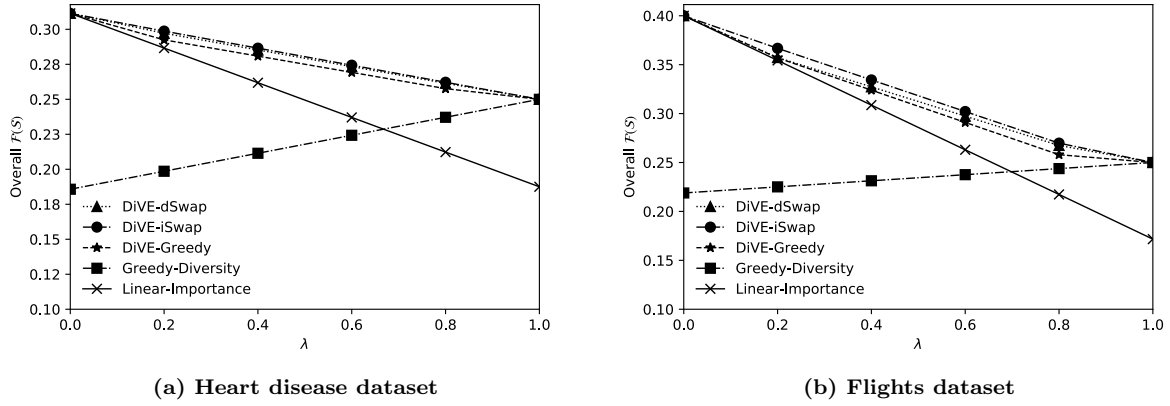 0.30
0.28
0.25
0.23
0.20
0.18
0.15
0.12
0.10
Overall F(S)
DiVE-dSwap
DiVE-iSwap
DiVE-Greedy
Greedy-Diversity
Linear-Importance
0.0 0.2 0.4 0.6 0.8 1.0
λ
(a) Heart disease dataset
0.40
0.35
0.30
0.25
0.20
0.15
0.10
Overall F(S)
DiVE-dSwap
DiVE-iSwap
DiVE-Greedy
Greedy-Diversity
Linear-Importance
0.0 0.2 0.4 0.6 0.8 1.0
λ
(b) Flights dataset